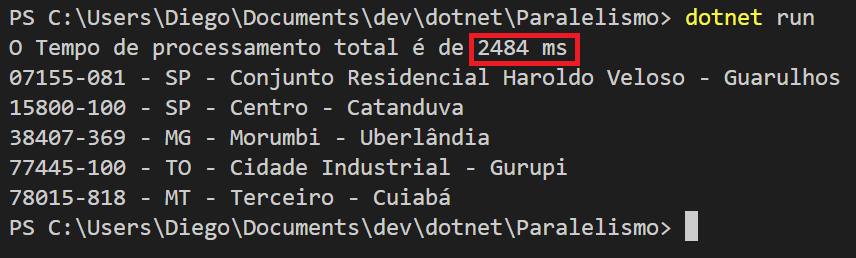 PS C:\Users\Diego\Documents\dev\dotnet\Paralelismo> dotnet run
O Tempo de processamento total é de 2484 ms
07155-081 - SP - Conjunto Residencial Haroldo Veloso - Guarulhos
15800-100 - SP - Centro - Catanduva
38407-369 - MG - Morumbi - Uberlândia
77445-100 - TO - Cidade Industrial - Gurupi
78015-818 - MT - Terceiro - Cuiabá
PS C:\Users\Diego\Documents\dev\dotnet\Paralelismo>